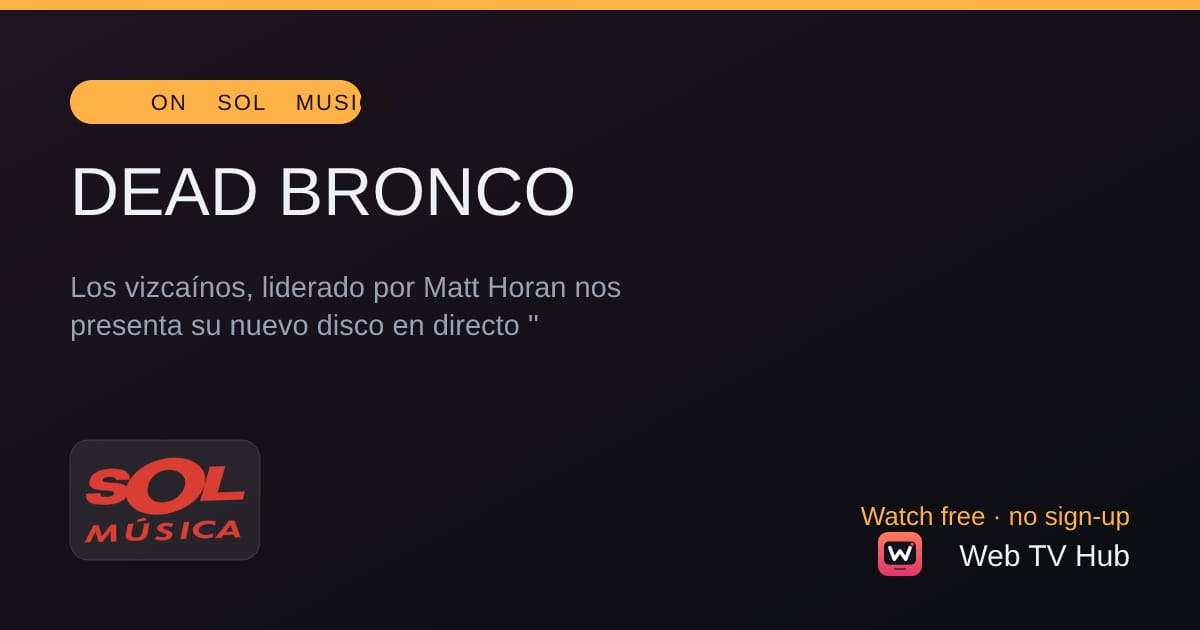 ON SOL MUSICA
DEAD BRONCO
Los vizcaínos, liderado por Matt Horan nos
presenta su nuevo disco en directo "
SOL
MÚSICA
Watch free · no sign-up
W
Web TV Hub